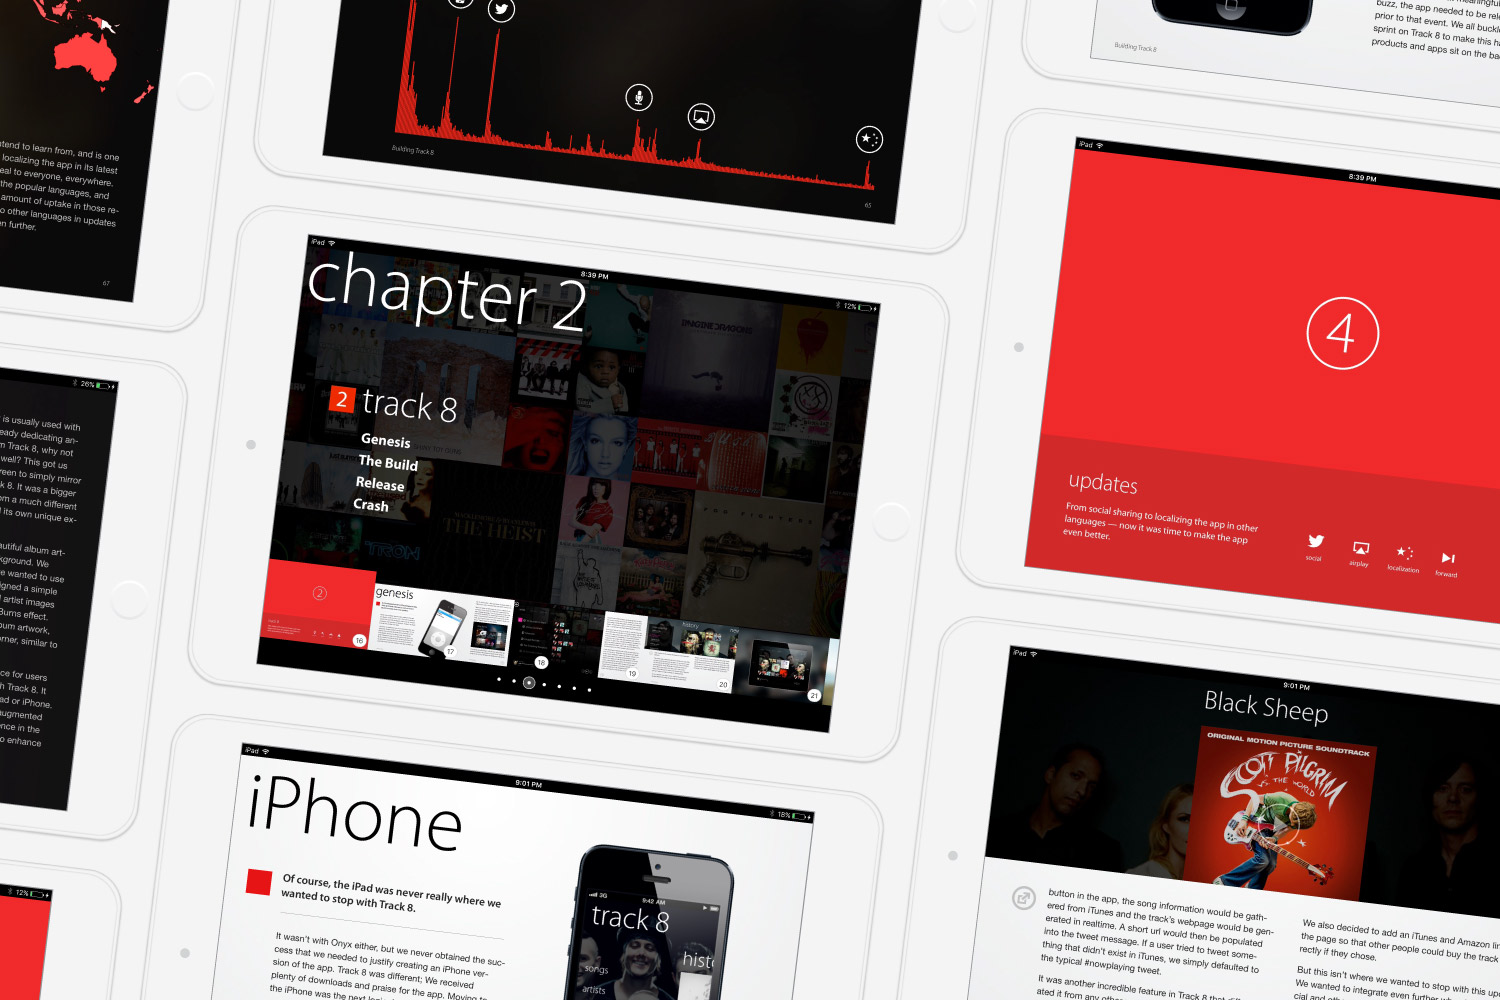 tend to learn from, and is one
localizing the app in its latest
eal to everyone, everywhere.
the popular languages, and
amount of uptake in those re-
o other languages in updates
n further.
67
Building Track 8
65
Building Track 8
buzz, the app needed to be rele
prior to that event. We all buckl
sprint on Track 8 to make this ha
products and apps sit on the ba
iPad
8:39 PM
12%
chapter 2
2 track 8
Genesis
The Build
Release
Crash
IMAGINE DRAGONS
THE HEIST
TRON
2
16
genesis
17
18
19
history
20
21
iPad
8:39 PM
4
updates
From social sharing to localizing the app in other
languages — now it was time to make the app
even better.
social
airplay
localization
forward
26%
is usually used with
eady dedicating an-
m Track 8, why not
well? This got us
reen to simply mirror
k 8. It was a bigger
om a much different
its own unique ex-
autiful album art-
kground. We
e wanted to use
igned a simple
artist images
Burns effect.
bum artwork,
orner, similar to
ce for users
h Track 8. It
ad or iPhone.
augmented
ence in the
o enhance
12%
iPad
9:01 PM
18%
iPhone
Of course, the iPad was never really where we
wanted to stop with Track 8.
It wasn't with Onyx either, but we never obtained the suc-
cess that we needed to justify creating an iPhone ver-
sion of the app. Track 8 was different; We received
plenty of downloads and praise for the app. Moving to
the iPhone was the next
3G
9:42 AM
track 8
songs
artists
histo
iPad
9:01 PM
Black Sheep
ORIGINAL MOTION PICTURE SOUNDTRACK
SCOTT PILGRIM
VS. THE WORLD
button in the app, the song information would be gath-
ered from iTunes and the track's webpage would be gen-
erated in realtime. A short url would then be populated
into the tweet message. If a user tried to tweet some-
thing that didn't exist in iTunes, we simply defaulted to
the typical #nowplaying tweet.
It was another incredible feature in Track 8 that
ated it from any
We also decided to add an iTunes and Amazon lin
the page so that other people could buy the track
rectly if they chose.
But this isn't where we wanted to stop with this up
We wanted to integrate even further
cial and